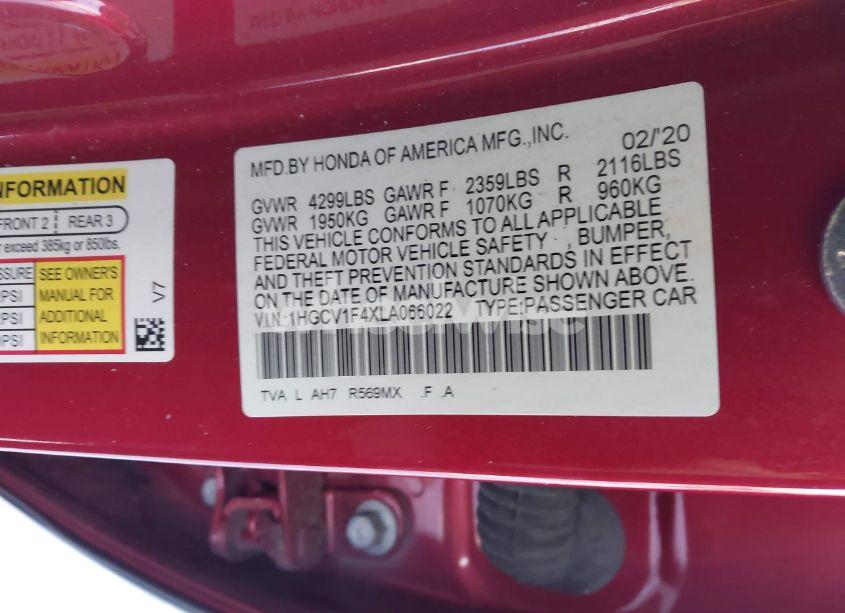 MFD.BY HONDA OF AMERICA MFG.,INC. 02/'20
GVWR 4299LBS GAWR F 2359LBS R 2116LBS
GVWR 1950KG GAWR F 1070KG R 960KG
THIS VEHICLE CONFORMS TO ALL APPLICABLE
FEDERAL MOTOR VEHICLE SAFETY , BUMPER,
AND THEFT PREVENTION STANDARDS IN EFFECT
ON THE DATE OF MANUFACTURE SHOWN ABOVE.
V.I.N.:1HGCV1F4XLA066022 TYPE:PASSENGER CAR
TVA L AH7 R569MX .F .A
INFORMATION
FRONT 2 REAR 3
exceed 385kg or 850lbs.
SEE OWNER'S
MANUAL FOR
PSI ADDITIONAL
PSI INFORMATION
V7